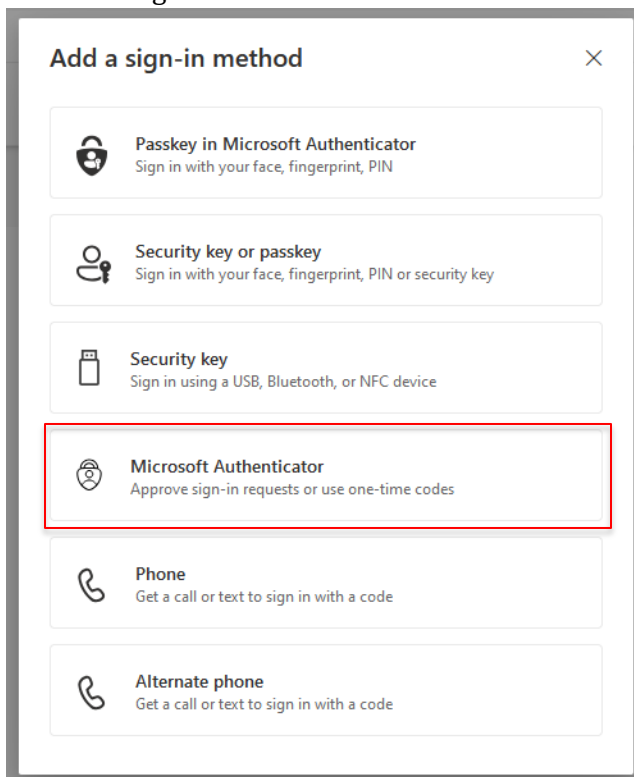 Add a sign-in method
Passkey in Microsoft Authenticator
Sign in with your face, fingerprint, PIN
Security key or passkey
Sign in with your face, fingerprint, PIN or security key
Security key
Sign in using a USB, Bluetooth, or NFC device
Microsoft Authenticator
Approve sign-in requests or use one-time codes
Phone
Get a call or text to sign in with a code
Alternate phone
Get a call or text to sign in with a code